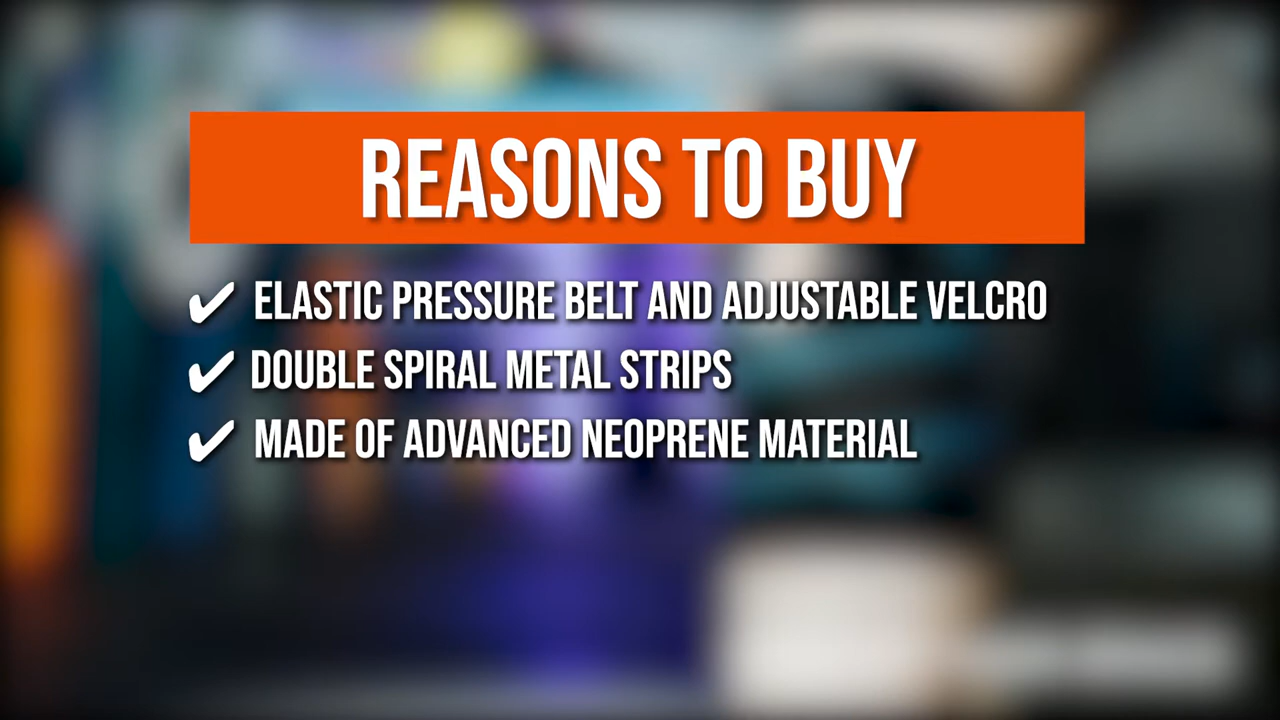 REASONS TO BUY
✔ ELASTIC PRESSURE BELT AND ADJUSTABLE VELCRO
✔ DOUBLE SPIRAL METAL STRIPS
✔ MADE OF ADVANCED NEOPRENE MATERIAL